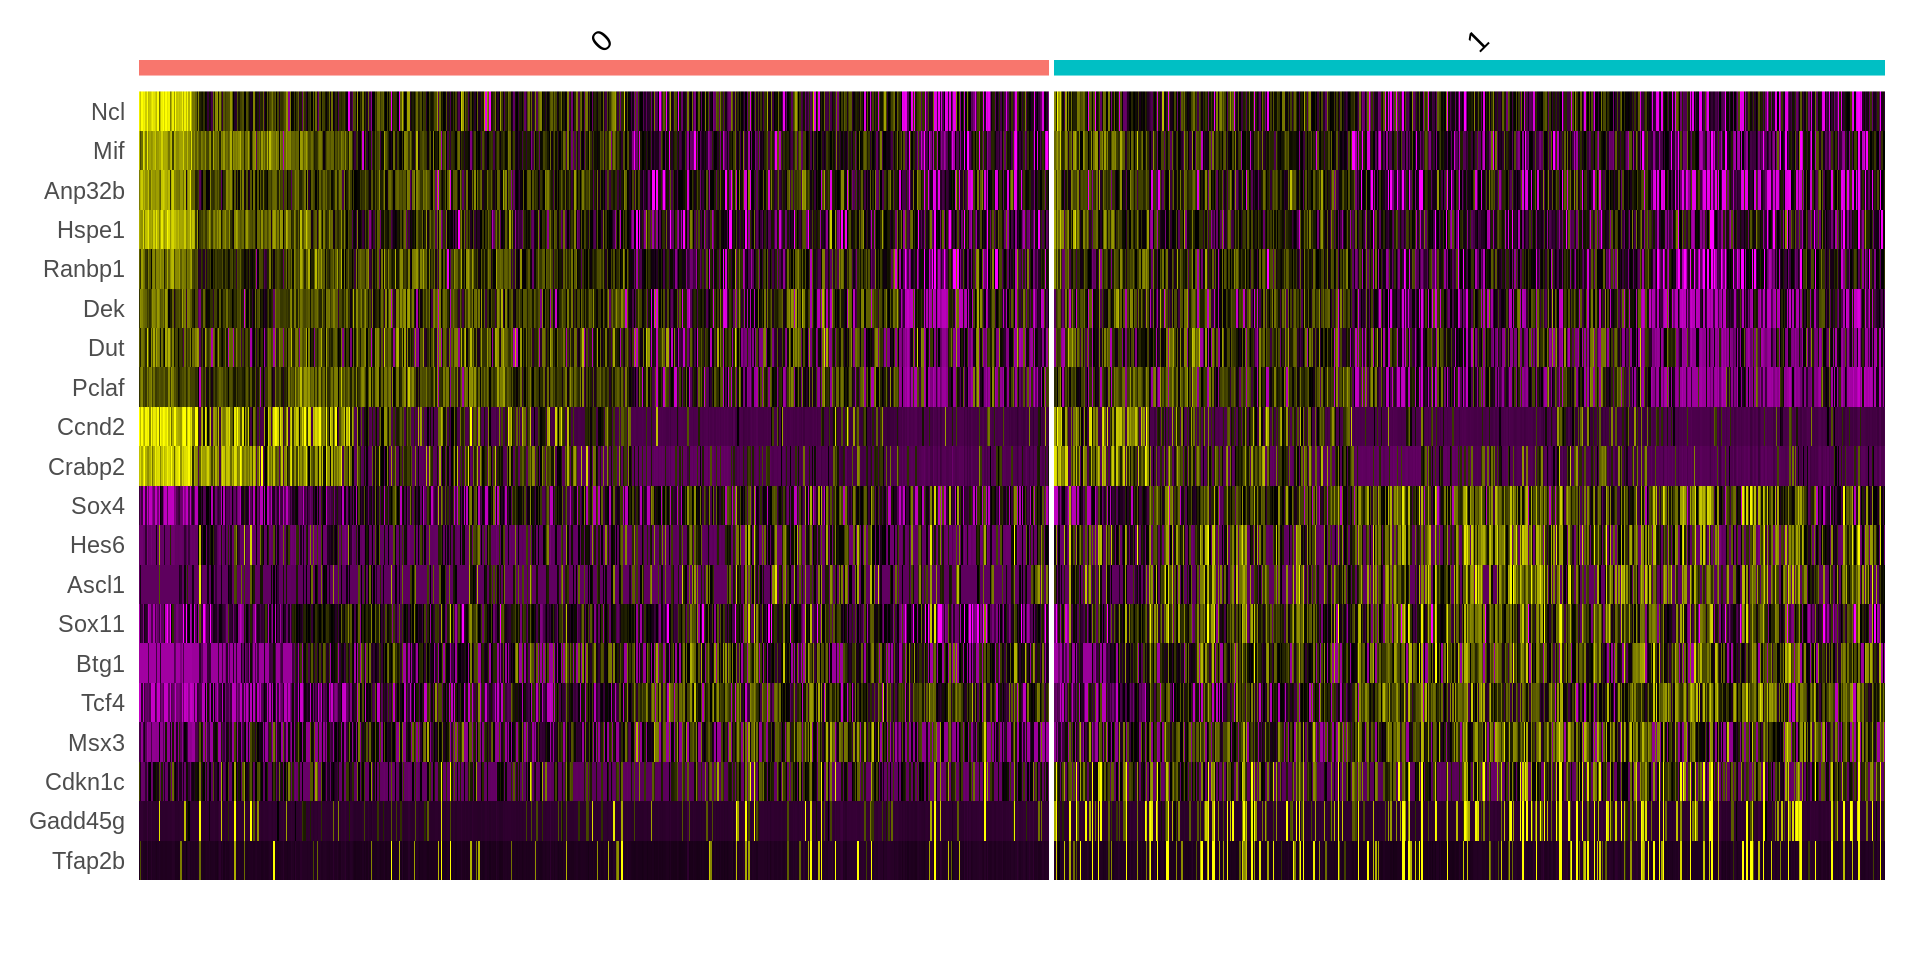 0
1
Ncl
Mif
Anp32b
Hspe1
Ranbp1
Dek
Dut
Pclaf
Ccnd2
Crabp2
Sox4
Hes6
Ascl1
Sox11
Btg1
Tcf4
Msx3
Cdkn1c
Gadd45g
Tfap2b